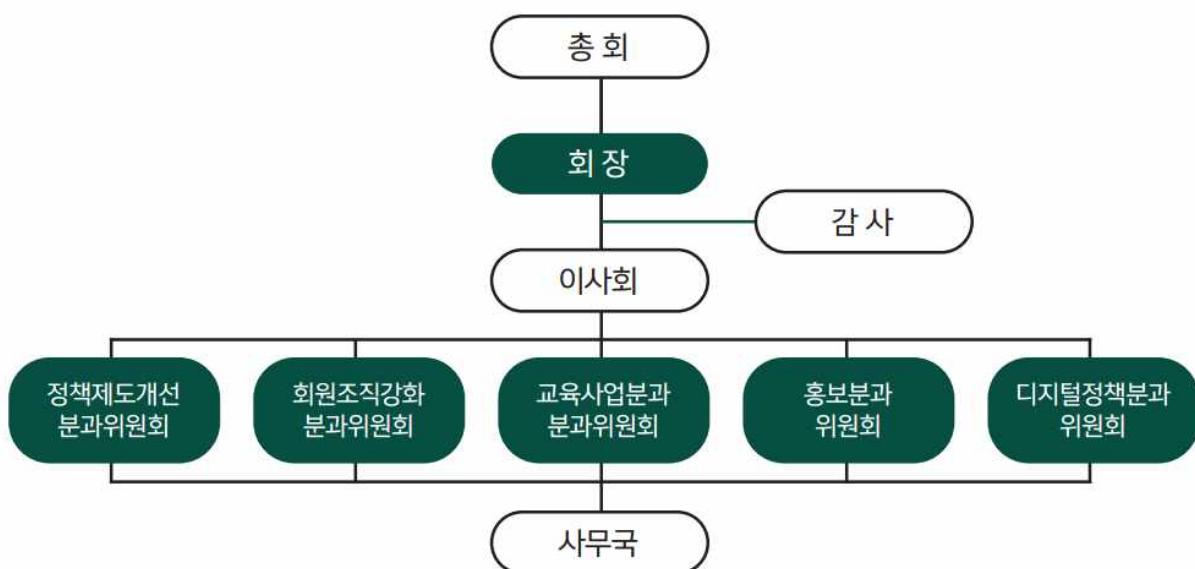 총 회
회 장
감 사
이사회
정책제도개선
분과위원회
회원조직강화
분과위원회
교육사업분과
분과위원회
홍보분과
위원회
디지털정책분과
위원회
사무국